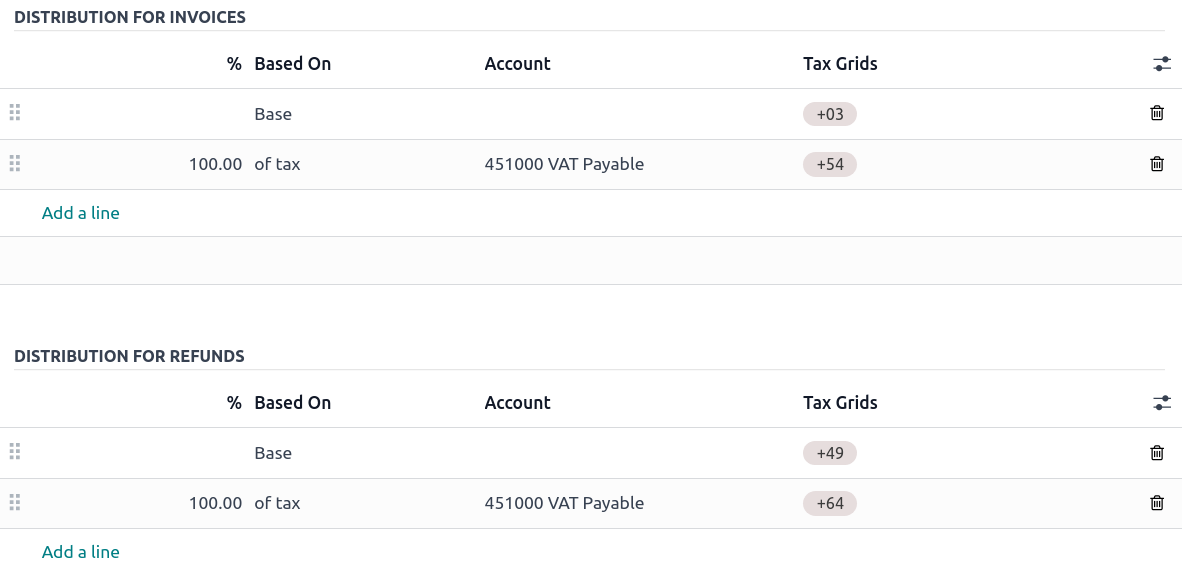 DISTRIBUTION FOR INVOICES
% Based On Account Tax Grids
Base +03
100.00 of tax 451000 VAT Payable +54
Add a line
DISTRIBUTION FOR REFUNDS
% Based On Account Tax Grids
Base +49
100.00 of tax 451000 VAT Payable +64
Add a line